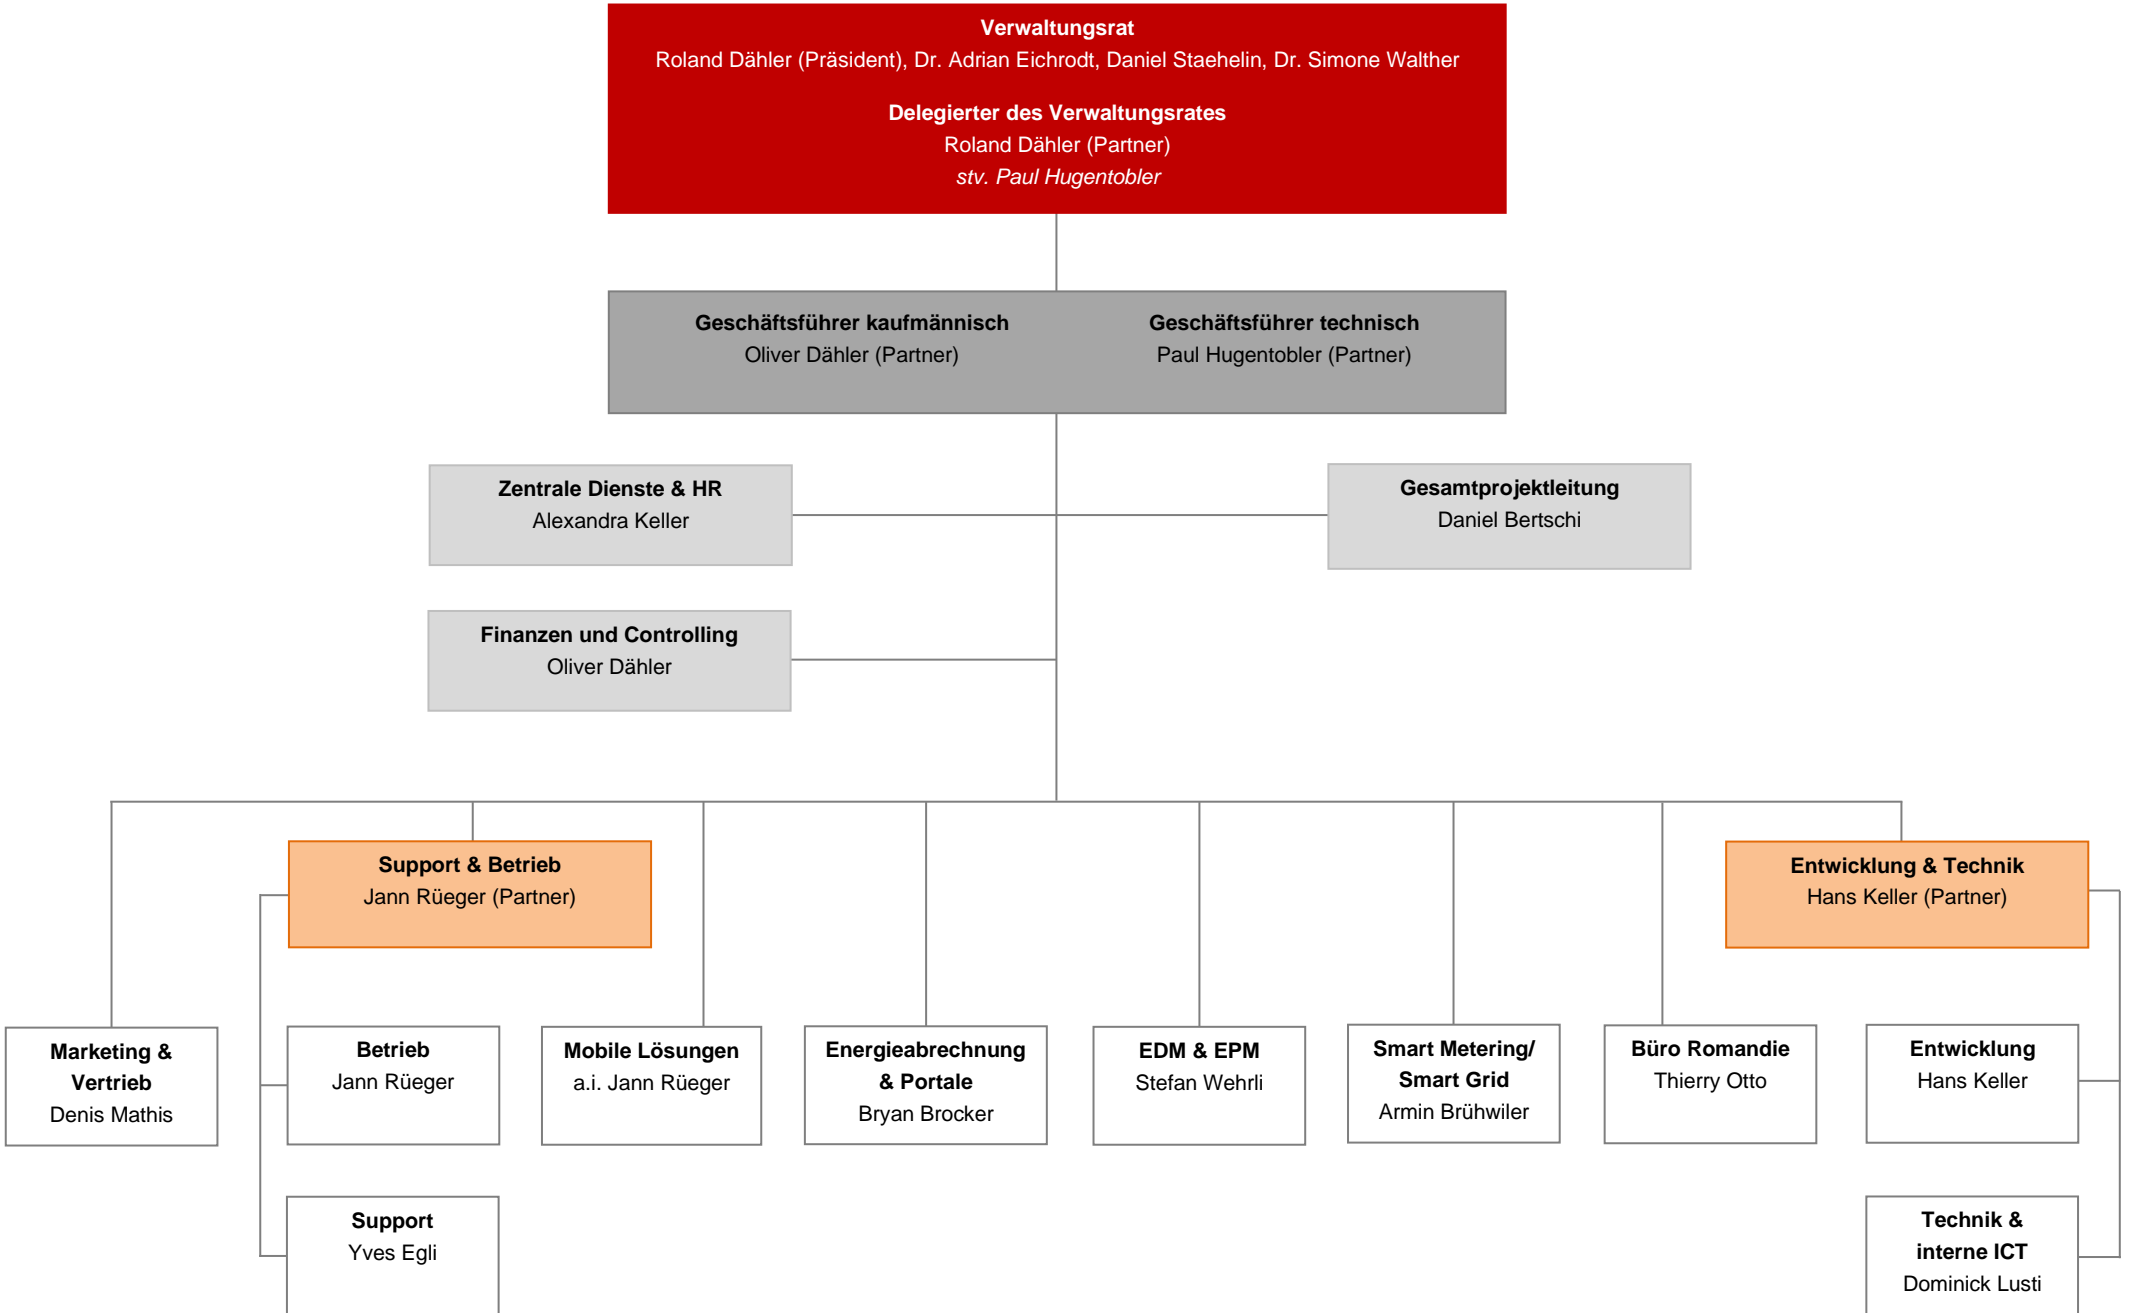 Verwaltungsrat
Roland Dähler (Präsident), Dr. Adrian Eichrodt, Daniel Staehelin, Dr. Simone Walther
Delegierter des Verwaltungsrates
Roland Dähler (Partner)
stv. Paul Hugentobler
Geschäftsführer kaufmännisch
Oliver Dähler (Partner)
Geschäftsführer technisch
Paul Hugentobler (Partner)
Zentrale Dienste & HR
Alexandra Keller
Gesamtprojektleitung
Daniel Bertschi
Finanzen und Controlling
Oliver Dähler
Support & Betrieb
Jann Rüeger (Partner)
Entwicklung & Technik
Hans Keller (Partner)
Marketing &
Vertrieb
Denis Mathis
Betrieb
Jann Rüeger
Mobile Lösungen
a.i. Jann Rüeger
Energieabrechnung
& Portale
Bryan Brocker
EDM & EPM
Stefan Wehrli
Smart Metering/
Smart Grid
Armin Brühwiler
Büro Romandie
Thierry Otto
Entwicklung
Hans Keller
Support
Yves Egli
Technik &
interne ICT
Dominick Lusti